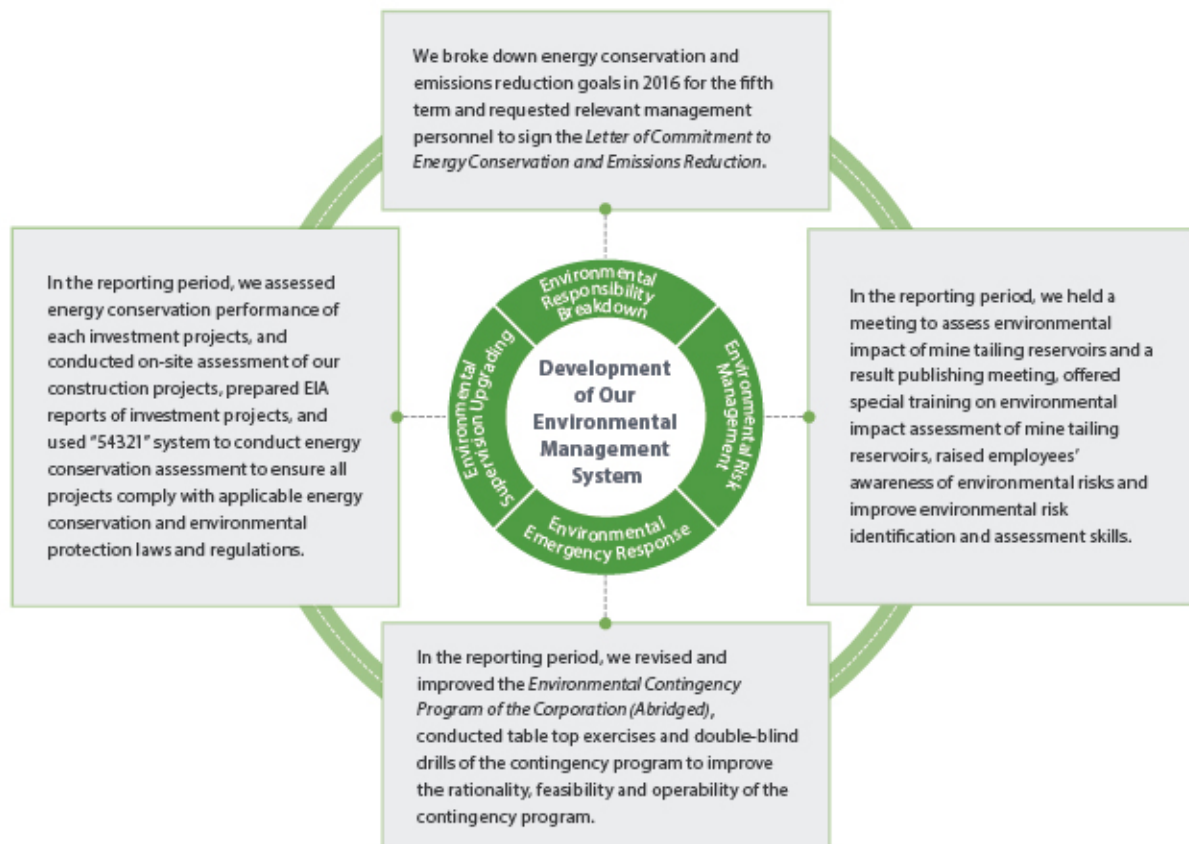 We broke down energy conservation and
emissions reduction goals in 2016 for the fifth
term and requested relevant management
personnel to sign the Letter of Commitment to
Energy Conservation and Emissions Reduction.
In the reporting period, we assessed
energy conservation performance of
each investment projects, and
conducted on-site assessment of our
construction projects, prepared EIA
reports of investment projects, and
used "54321" system to conduct energy
conservation assessment to ensure all
projects comply with applicable energy
conservation and environmental
protection laws and regulations.
Environmental
Responsibility
Breakdown
Environmental
Supervision Upgrading
Development
of Our
Environmental
Management
System
Environmental Risk
Management
Environmental
Emergency Response
In the reporting period, we held a
meeting to assess environmental
impact of mine tailing reservoirs and a
result publishing meeting, offered
special training on environmental
impact assessment of mine tailing
reservoirs, raised employees'
awareness of environmental risks and
improve environmental risk
identification and assessment skills.
In the reporting period, we revised and
improved the Environmental Contingency
Program of the Corporation (Abridged),
conducted table top exercises and double-blind
drills of the contingency program to improve
the rationality, feasibility and operability of the
contingency program.